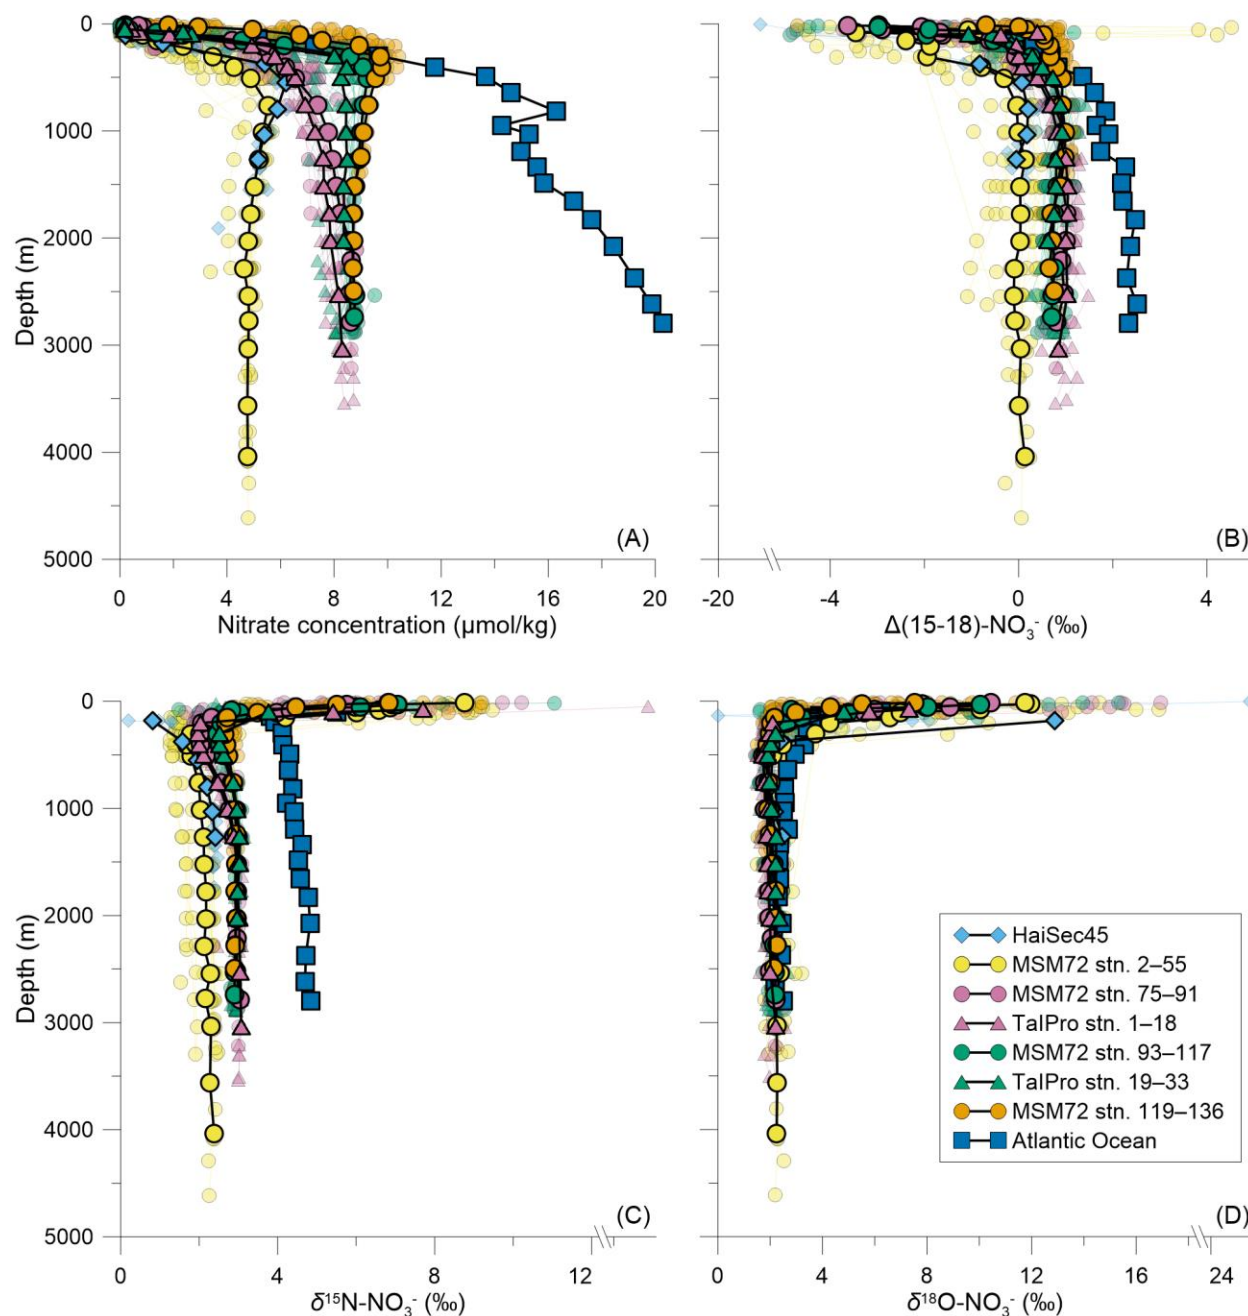 0
1000
2000
3000
4000
5000
Depth (m)
(A)
0 4 8 12 16 20
Nitrate concentration (µmol/kg)
(B)
-20 -4 0 4
Δ(15-18)-NO₃⁻ (‰)
0
1000
2000
3000
4000
5000
Depth (m)
(C)
0 4 8 12
δ¹⁵N-NO₃⁻ (‰)
HaiSec45
MSM72 stn. 2–55
MSM72 stn. 75–91
TalPro stn. 1–18
MSM72 stn. 93–117
TalPro stn. 19–33
MSM72 stn. 119–136
Atlantic Ocean
(D)
0 4 8 12 16 24
δ¹⁸O-NO₃⁻ (‰)